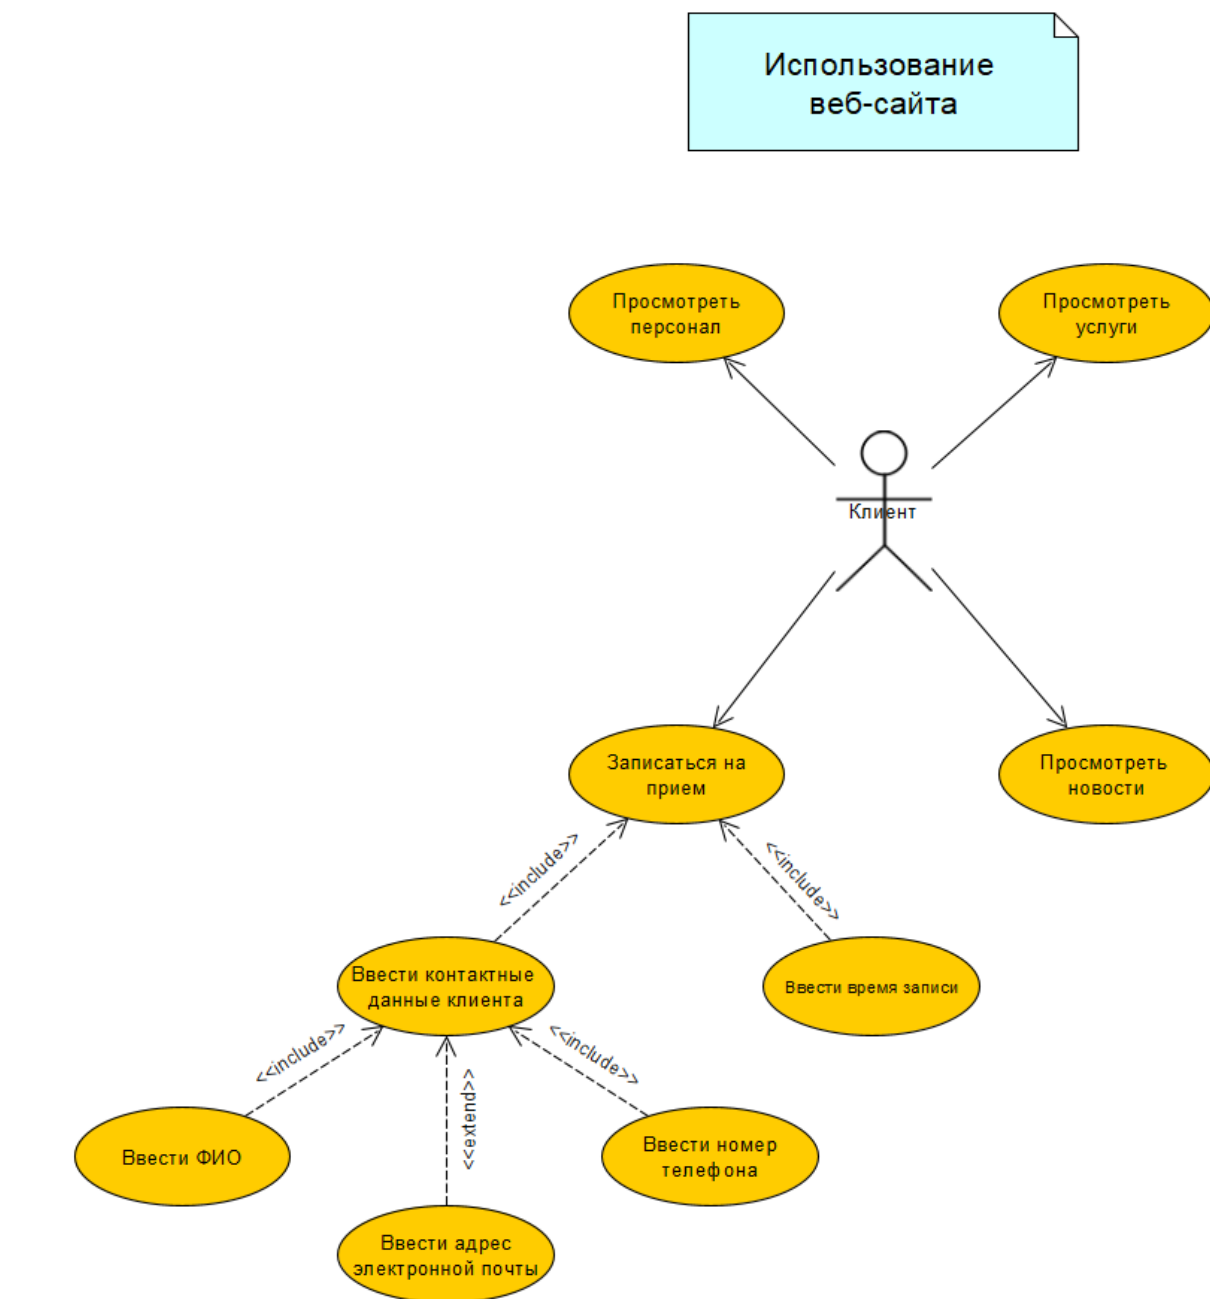 Использование
веб-сайта
Просмотреть
персонал
Просмотреть
услуги
Клиент
Записаться на
прием
Просмотреть
новости
<<include>>
<<include>>
Ввести контактные
данные клиента
Ввести время записи
<<include>>
<<extend>>
<<include>>
Ввести ФИО
Ввести номер
телефона
Ввести адрес
электронной почты